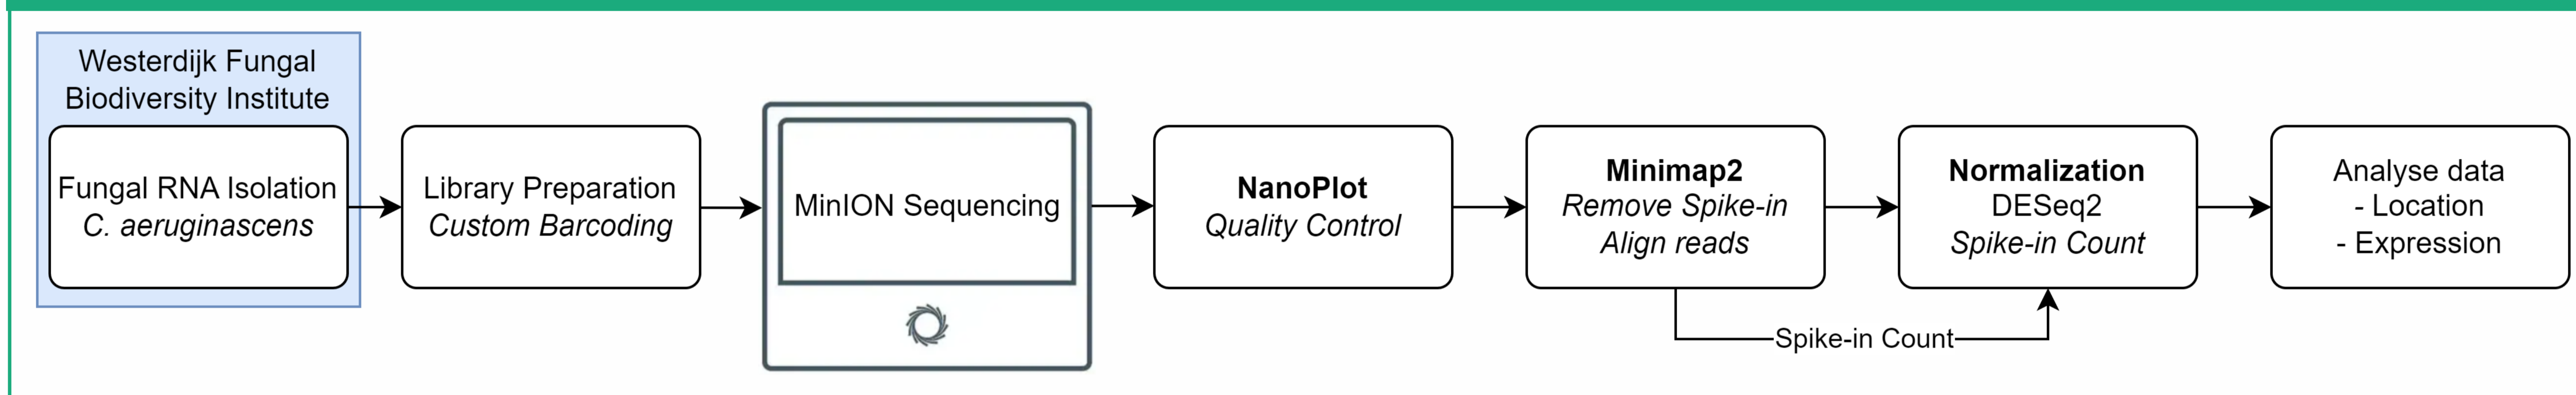 Westerdijk Fungal
Biodiversity Institute
Fungal RNA Isolation
C. aeruginascens
Library Preparation
Custom Barcoding
MinION Sequencing
NanoPlot
Quality Control
Minimap2
Remove Spike-in
Align reads
Spike-in Count
Normalization
DESeq2
Spike-in Count
Analyse data
- Location
- Expression